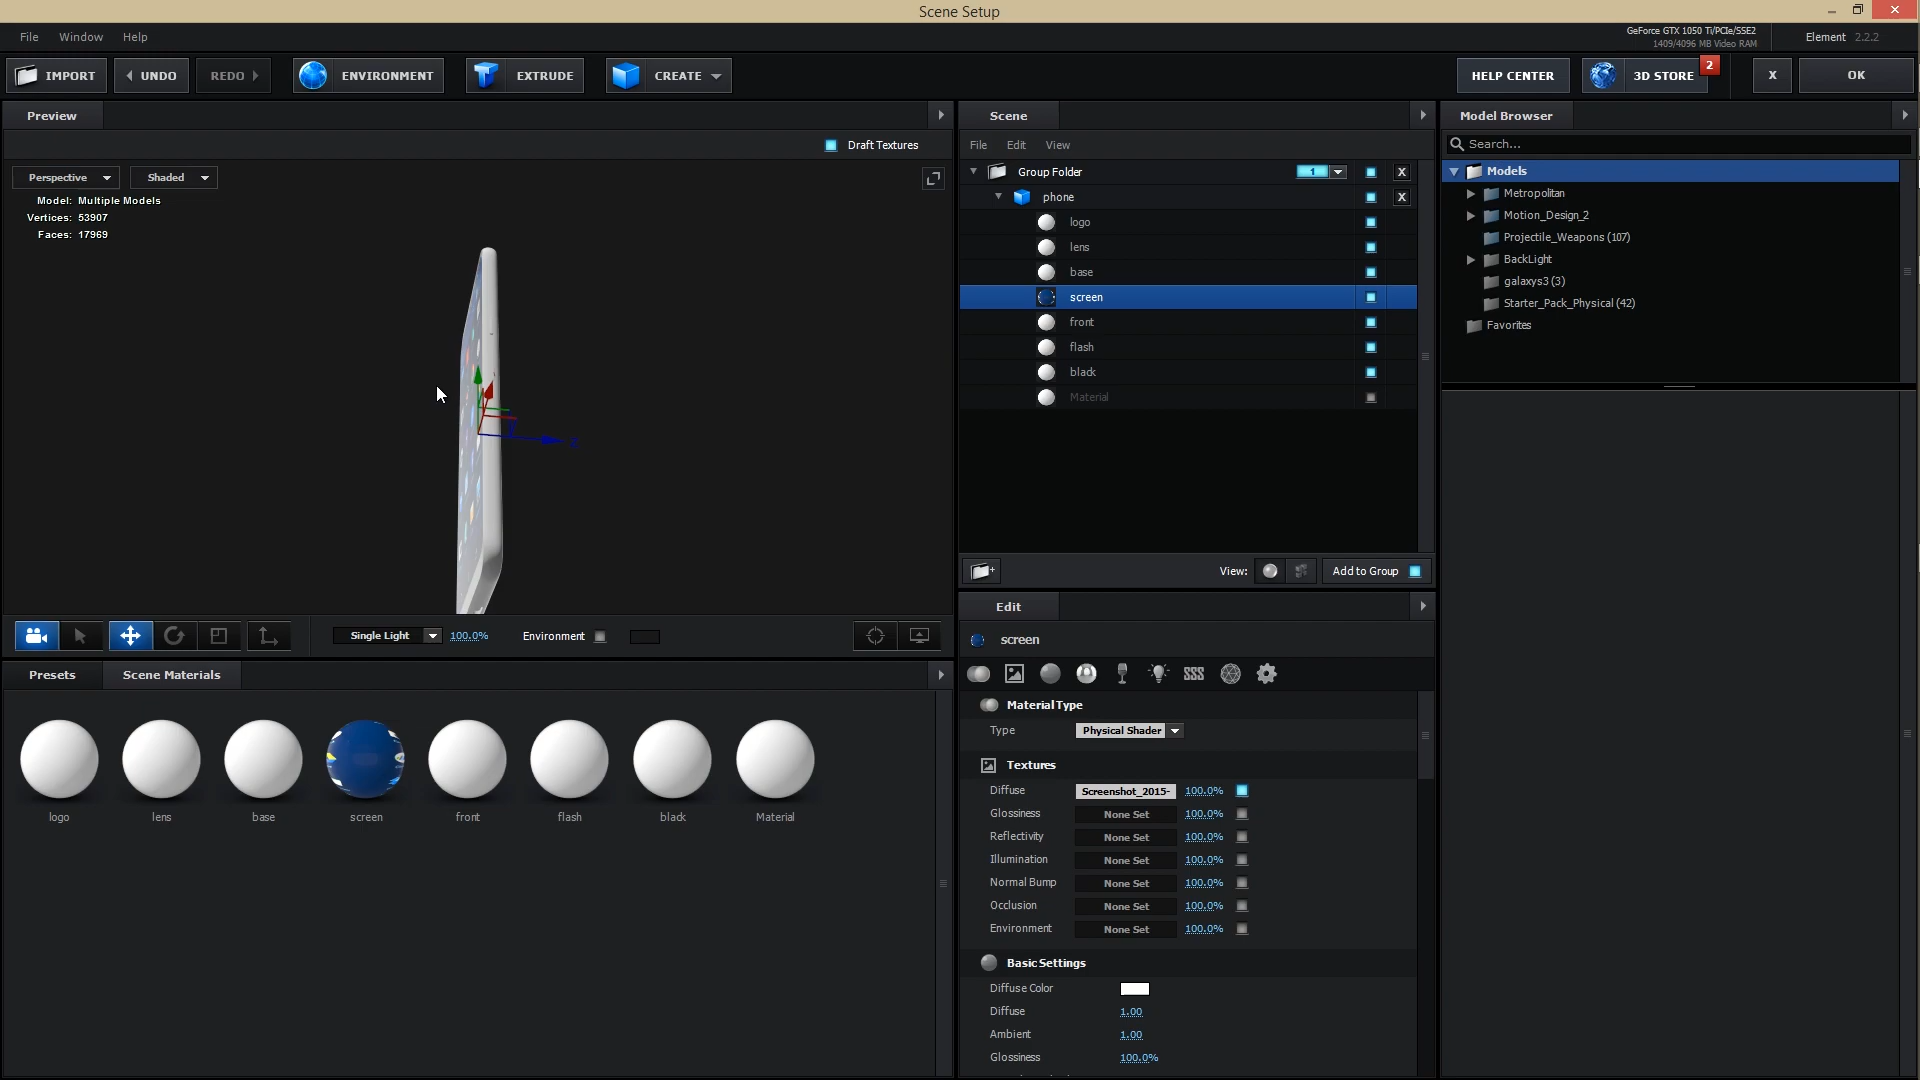 Scene Setup
File Window Help
GeForce GTX 1050 Ti/PCIe/SSE2
1409/4096 MB Video RAM
Element 2.2.2
IMPORT UNDO REDO ENVIRONMENT EXTRUDE CREATE HELP CENTER 3D STORE 2 X OK
Preview
Draft Textures
Perspective Shaded
Model: Multiple Models
Vertices: 53907
Faces: 17969
Single Light 100.0% Environment
Presets Scene Materials
logo lens base screen front flash black Material
Scene
File Edit View
Group Folder 1 X
phone X
logo
lens
base
screen
front
flash
black
Material
View: Add to Group
Edit
screen
SSS
Material Type
Type Physical Shader
Textures
Diffuse Screenshot_2015- 100.0%
Glossiness None Set 100.0%
Reflectivity None Set 100.0%
Illumination None Set 100.0%
Normal Bump None Set 100.0%
Occlusion None Set 100.0%
Environment None Set 100.0%
Basic Settings
Diffuse Color
Diffuse 1.00
Ambient 1.00
Glossiness 100.0%
Model Browser
Search...
Models
Metropolitan
Motion_Design_2
Projectile_Weapons (107)
BackLight
galaxys3 (3)
Starter_Pack_Physical (42)
Favorites